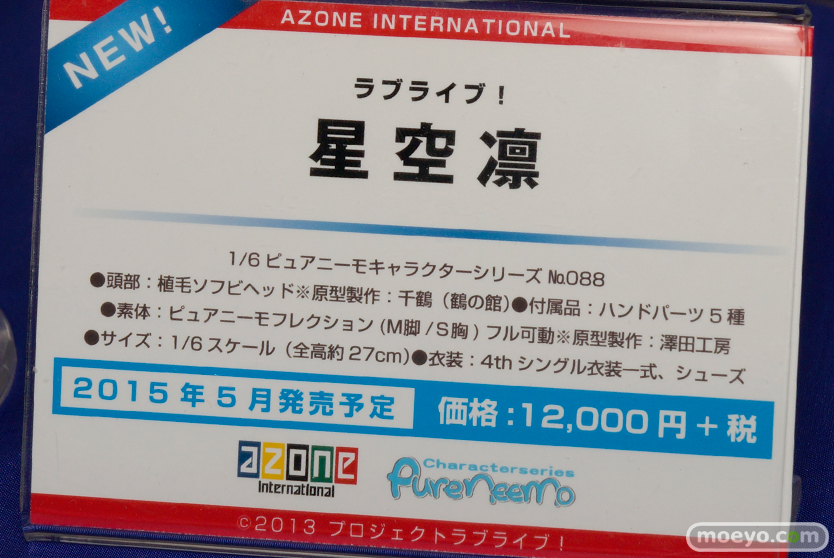 AZONE INTERNATIONAL
NEW!
ラブライブ！
星空凛
1/6 ピュアニーモキャラクターシリーズ №088
●頭部：植毛ソフビヘッド※原型製作：千鶴（鶴の館）●付属品：ハンドパーツ5種
●素体：ピュアニーモフレクション(M脚/S胸)フル可動※原型製作：澤田工房
●サイズ：1/6スケール（全高約27cm）●衣装：4thシングル衣装一式、シューズ
2015年5月発売予定 価格:12,000円+税
azone
international
Characterseries
PureNeemo
©2013 プロジェクトラブライブ！
moeyo.com